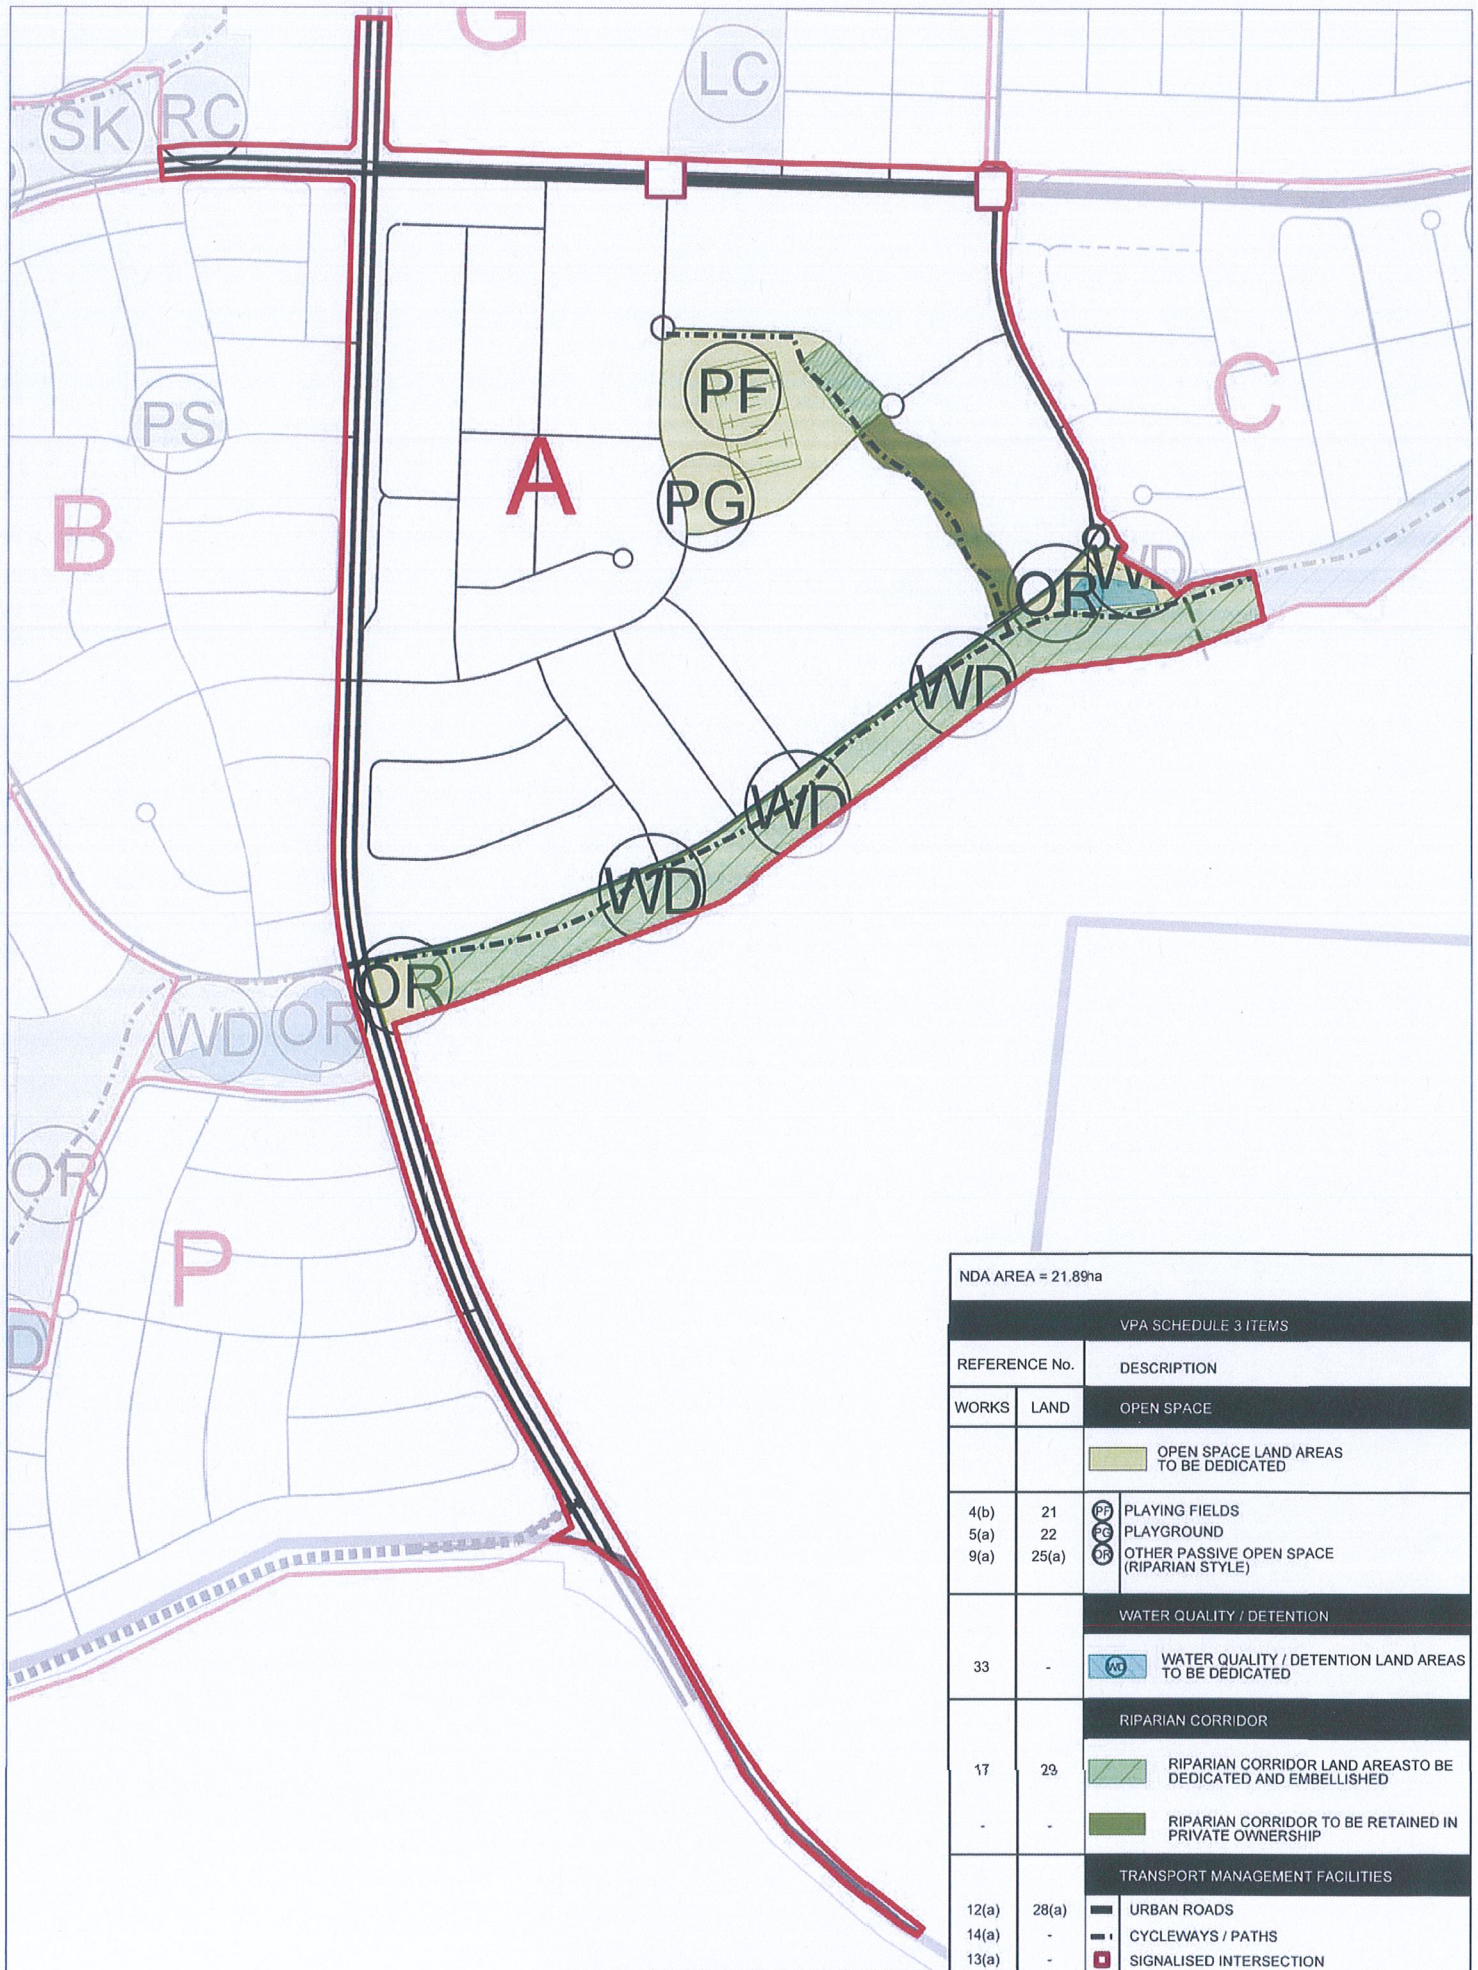 G
LC
SK
RC
PS
PF
C
A
PG
B
WD
OR
WD
WD
WD
WD
OR
WD
OR
OR
P
D
NDA AREA = 21.89ha
VPA SCHEDULE 3 ITEMS
REFERENCE No. DESCRIPTION
WORKS LAND OPEN SPACE
OPEN SPACE LAND AREAS
TO BE DEDICATED
4(b) 21 PF PLAYING FIELDS
5(a) 22 PG PLAYGROUND
9(a) 25(a) OR OTHER PASSIVE OPEN SPACE
(RIPARIAN STYLE)
WATER QUALITY / DETENTION
33 - WD WATER QUALITY / DETENTION LAND AREAS
TO BE DEDICATED
RIPARIAN CORRIDOR
17 29 RIPARIAN CORRIDOR LAND AREASTO BE
DEDICATED AND EMBELLISHED
- - RIPARIAN CORRIDOR TO BE RETAINED IN
PRIVATE OWNERSHIP
TRANSPORT MANAGEMENT FACILITIES
12(a) 28(a) URBAN ROADS
14(a) - CYCLEWAYS / PATHS
13(a) - SIGNALISED INTERSECTION